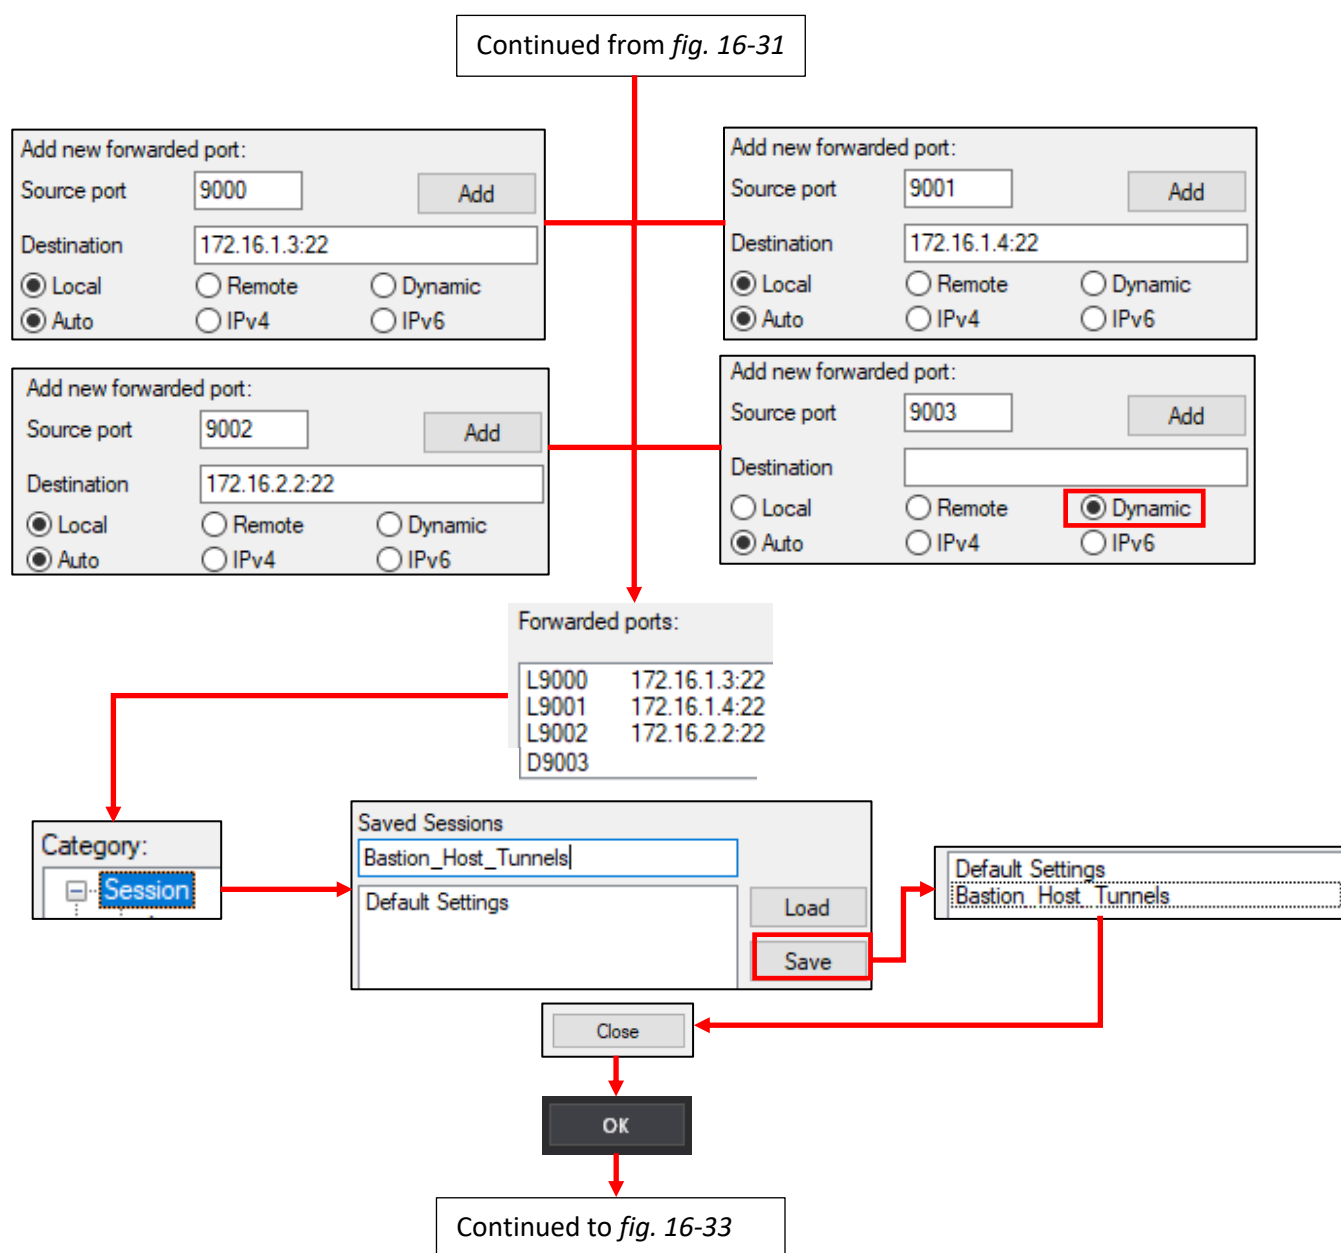 Continued from fig. 16-31
Add new forwarded port:
Source port 9000 Add
Destination 172.16.1.3:22
Local Remote Dynamic
Auto IPv4 IPv6
Add new forwarded port:
Source port 9001 Add
Destination 172.16.1.4:22
Local Remote Dynamic
Auto IPv4 IPv6
Add new forwarded port:
Source port 9002 Add
Destination 172.16.2.2:22
Local Remote Dynamic
Auto IPv4 IPv6
Add new forwarded port:
Source port 9003 Add
Destination
Local Remote Dynamic
Auto IPv4 IPv6
Forwarded ports:
L9000 172.16.1.3:22
L9001 172.16.1.4:22
L9002 172.16.2.2:22
D9003
Category:
Session
Saved Sessions
Bastion_Host_Tunnels
Default Settings
Load
Save
Default Settings
Bastion_Host_Tunnels
Close
OK
Continued to fig. 16-33